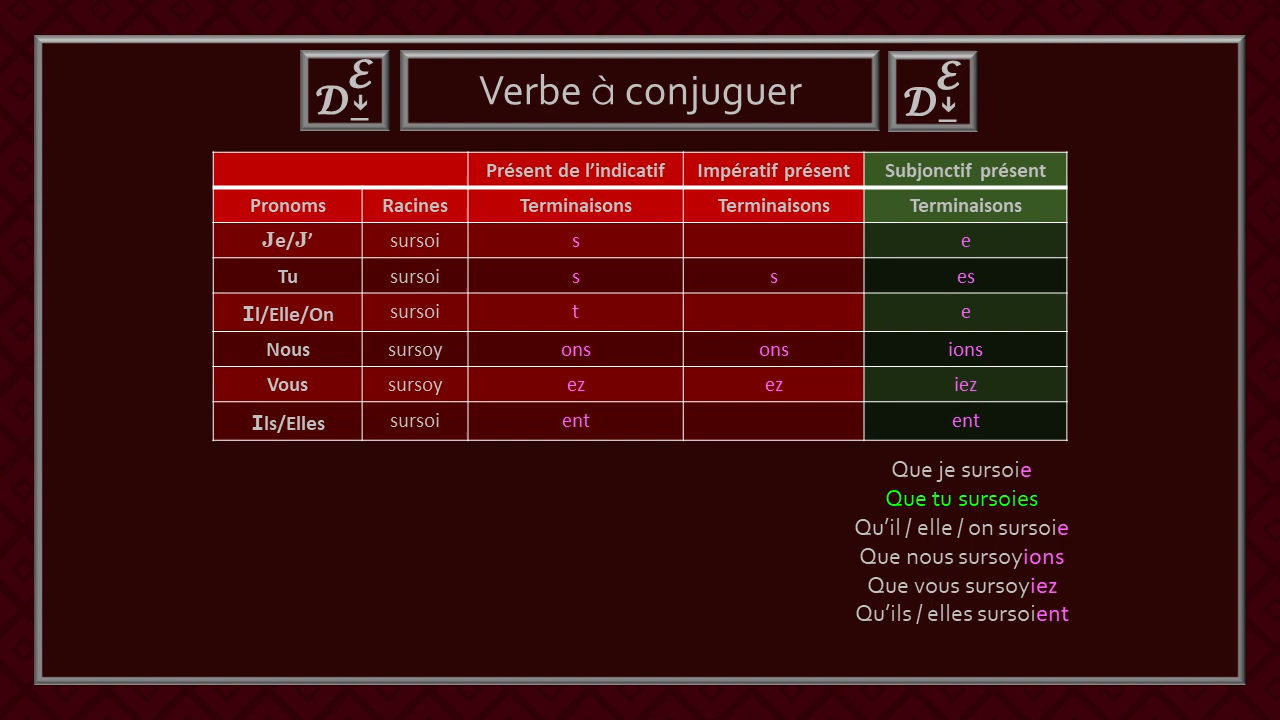 D E Verbe à conjuguer D E
Présent de l’indicatif Impératif présent Subjonctif présent
Pronoms Racines Terminaisons Terminaisons Terminaisons
Je/J’ sursoi s e
Tu sursoi s s es
Il/Elle/On sursoi t e
Nous sursoy ons ons ions
Vous sursoy ez ez iez
Ils/Elles sursoi ent ent
Que je sursoie
Que tu sursoies
Qu’il / elle / on sursoie
Que nous sursoyions
Que vous sursoyiez
Qu’ils / elles sursoient